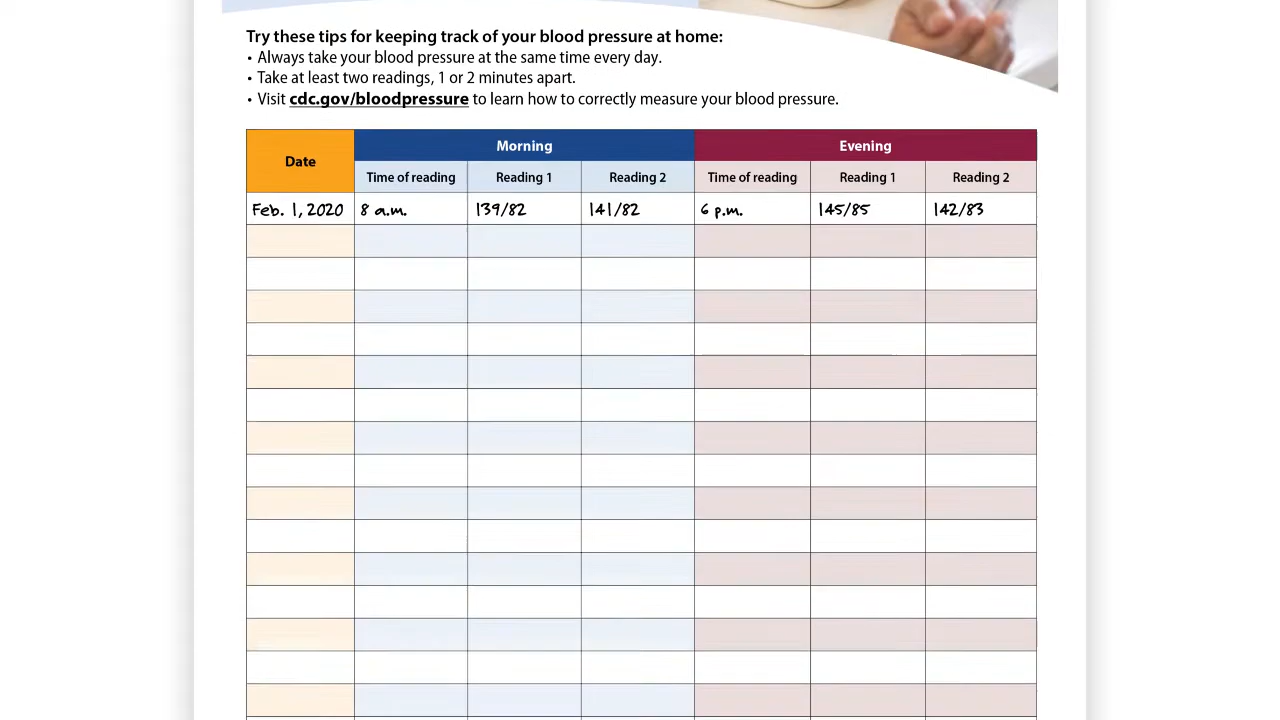 Try these tips for keeping track of your blood pressure at home:
• Always take your blood pressure at the same time every day.
• Take at least two readings, 1 or 2 minutes apart.
• Visit cdc.gov/bloodpressure to learn how to correctly measure your blood pressure.
Date Morning Evening
Time of reading Reading 1 Reading 2 Time of reading Reading 1 Reading 2
Feb. 1, 2020 8 a.m. 139/82 141/82 6 p.m. 145/85 142/83